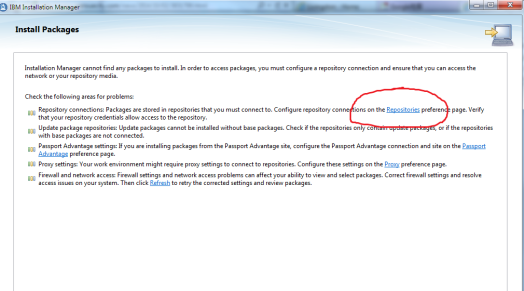 IBM Installation Manager
Install Packages
Installation Manager cannot find any packages to install. In order to access packages, you must configure a repository connection and ensure that you can access the
network or your repository media.
Check the following areas for problems:
Repository connections: Packages are stored in repositories that you must connect to. Configure repository connections on the Repositories preference page. Verify
that your repository credentials allow access to the repository.
Update package repositories: Update packages cannot be installed without base packages. Check if the repositories only contain update packages, or if the repositories
with base packages are not connected.
Passport Advantage settings: If you are installing packages from the Passport Advantage site, configure the Passport Advantage connection and site on the Passport
Advantage preference page.
Proxy settings: Your work environment might require proxy settings to connect to repositories. Configure these settings on the Proxy preference page.
Firewall and network access: Firewall settings and network access problems can affect your ability to view and select packages. Correct firewall settings and resolve
access issues on your system. Then click Refresh to retry the corrected settings and review packages.